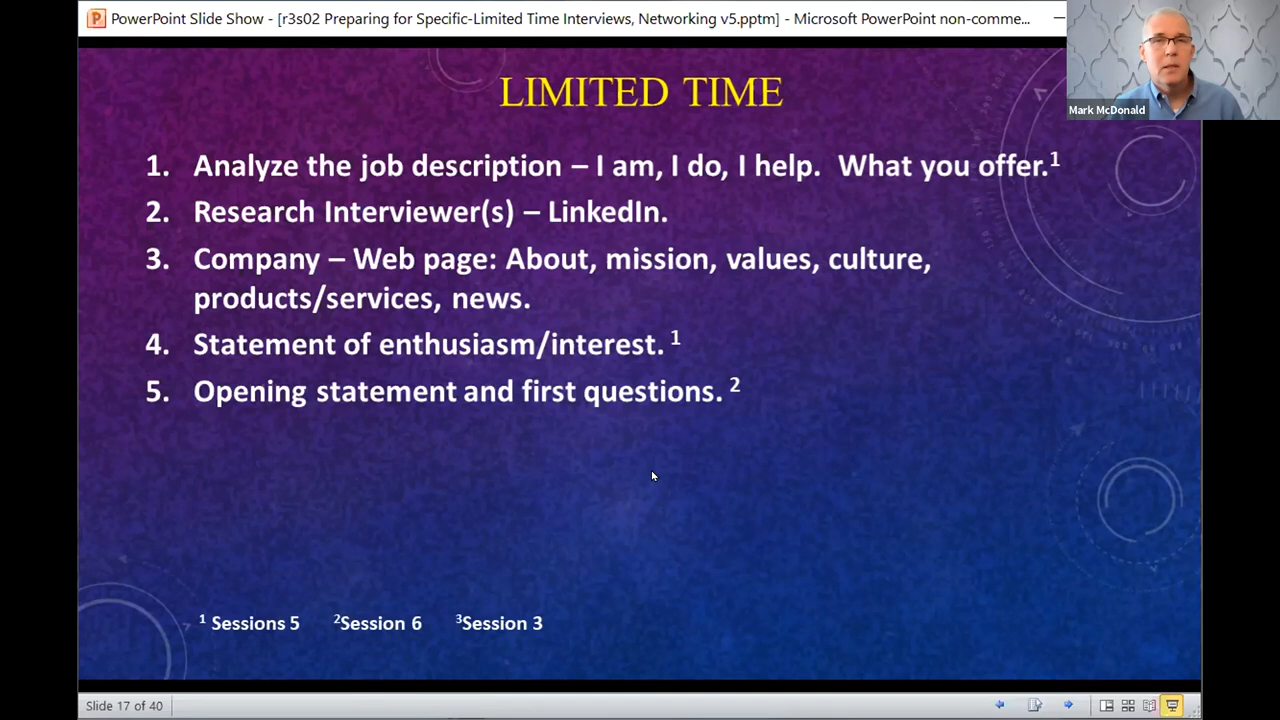 PowerPoint Slide Show - [r3s02 Preparing for Specific-Limited Time Interviews, Networking v5.pptm] - Microsoft PowerPoint non-comme...
Mark McDonald
LIMITED TIME
1. Analyze the job description – I am, I do, I help. What you offer.¹
2. Research Interviewer(s) – LinkedIn.
3. Company – Web page: About, mission, values, culture,
products/services, news.
4. Statement of enthusiasm/interest. ¹
5. Opening statement and first questions. ²
¹ Sessions 5 ²Session 6 ³Session 3
Slide 17 of 40